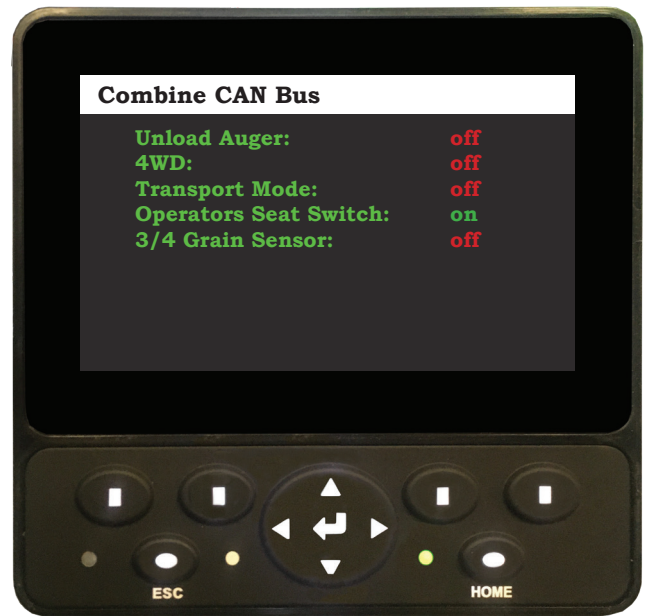 Combine CAN Bus
Unload Auger: off
4WD: off
Transport Mode: off
Operators Seat Switch: on
3/4 Grain Sensor: off
ESC HOME